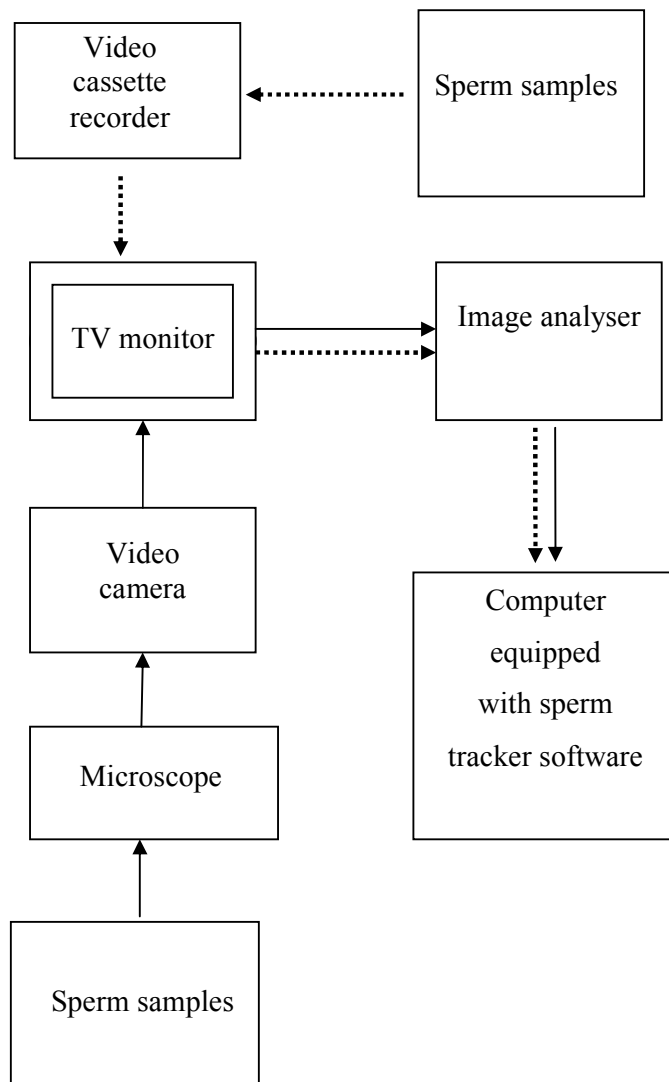 Video
cassette
recorder
Sperm samples
TV monitor
Image analyser
Video
camera
Computer
equipped
with sperm
tracker software
Microscope
Sperm samples